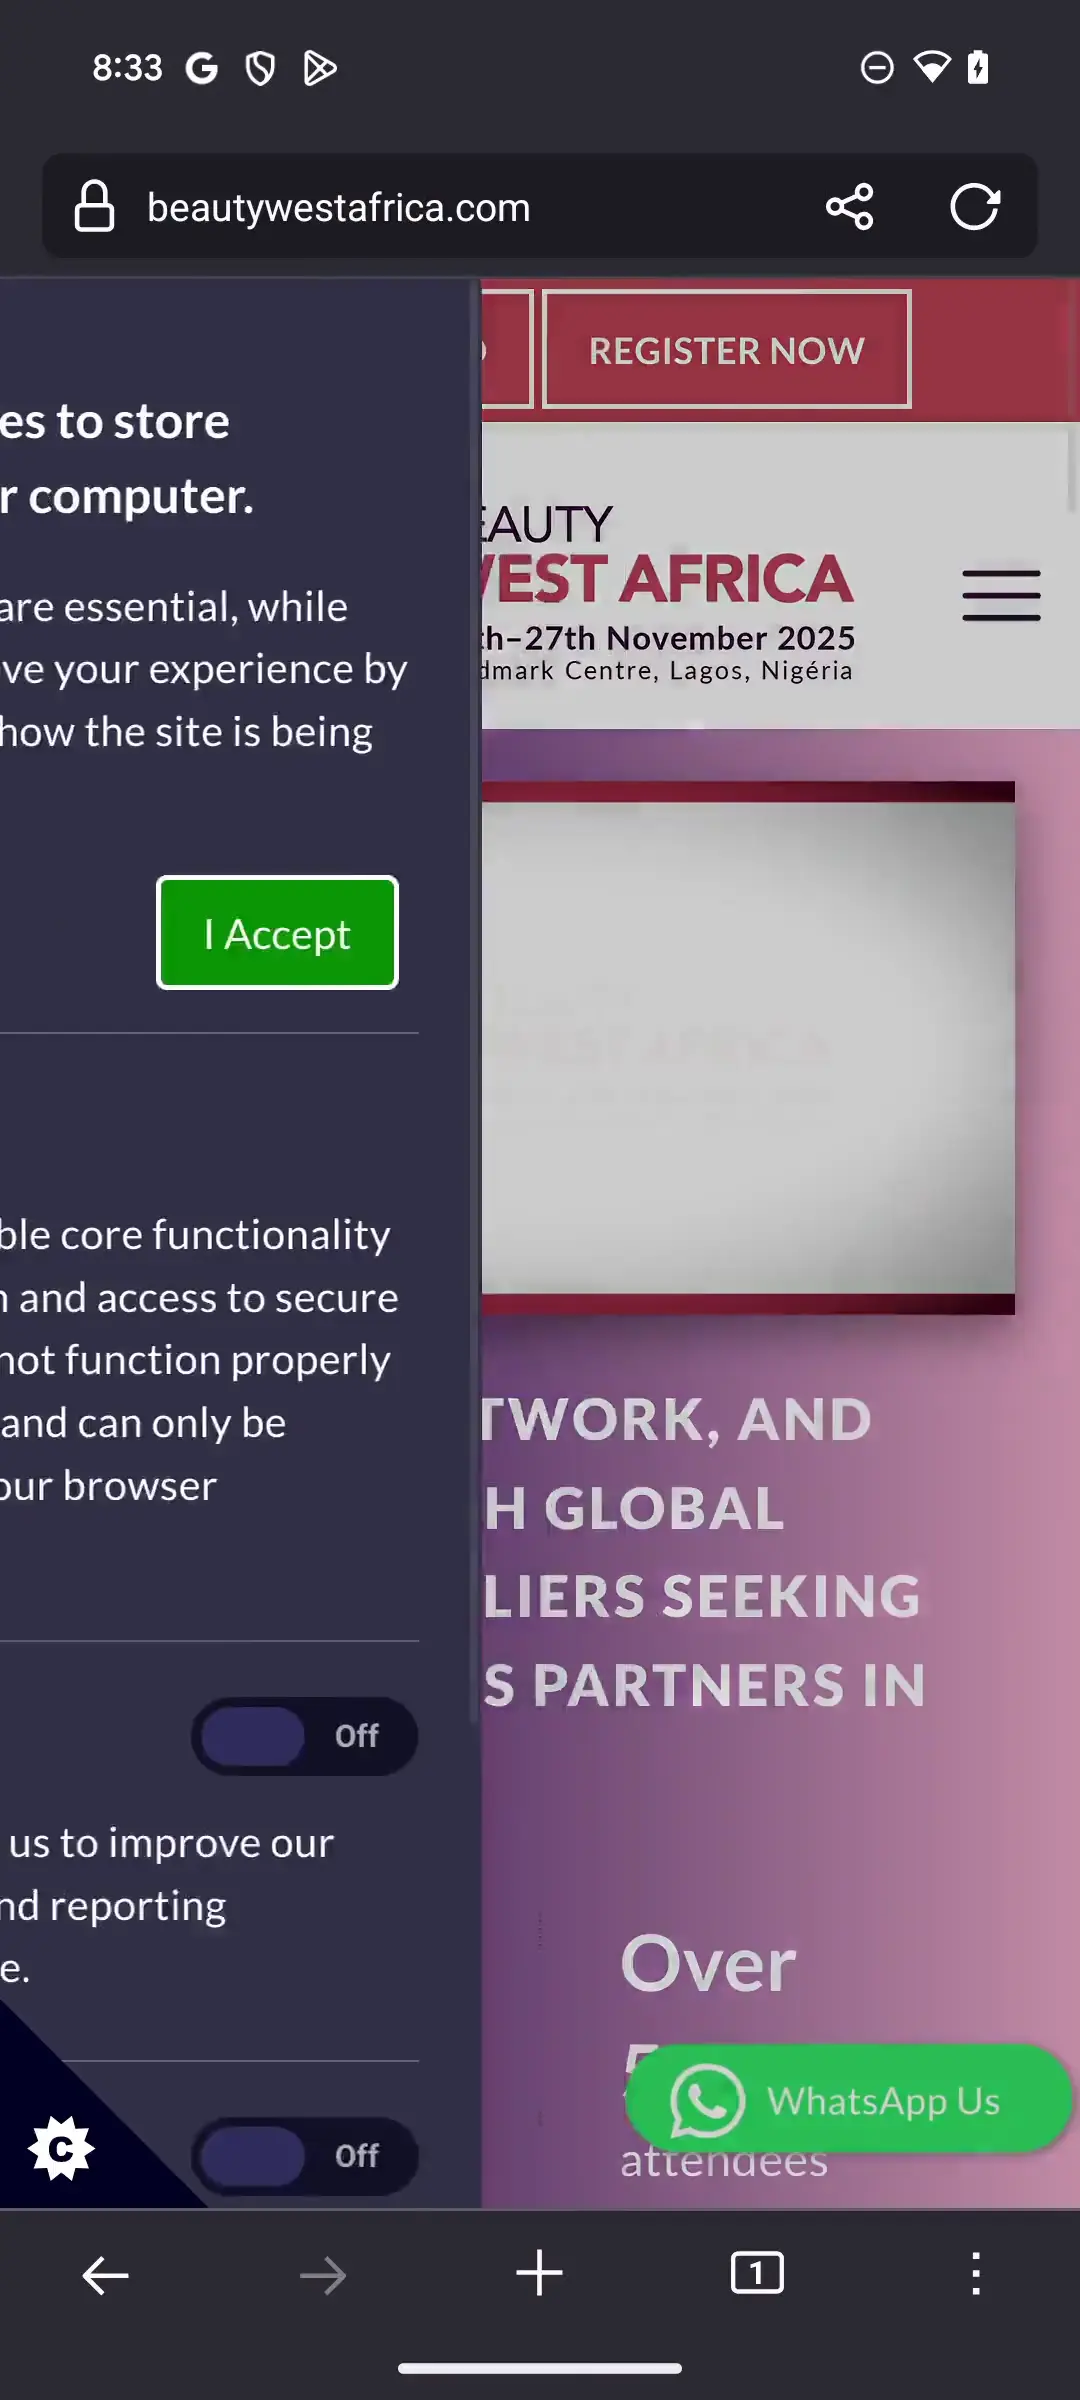 8:33
beautywestafrica.com
REGISTER NOW
es to store
r computer.
EAUTY
WEST AFRICA
th–27th November 2025
dmark Centre, Lagos, Nigéria
are essential, while
ve your experience by
how the site is being
I Accept
ble core functionality
n and access to secure
not function properly
and can only be
our browser
TWORK, AND
H GLOBAL
LIERS SEEKING
S PARTNERS IN
Off
us to improve our
nd reporting
e.
Over
WhatsApp Us
attendees
C
Off
1